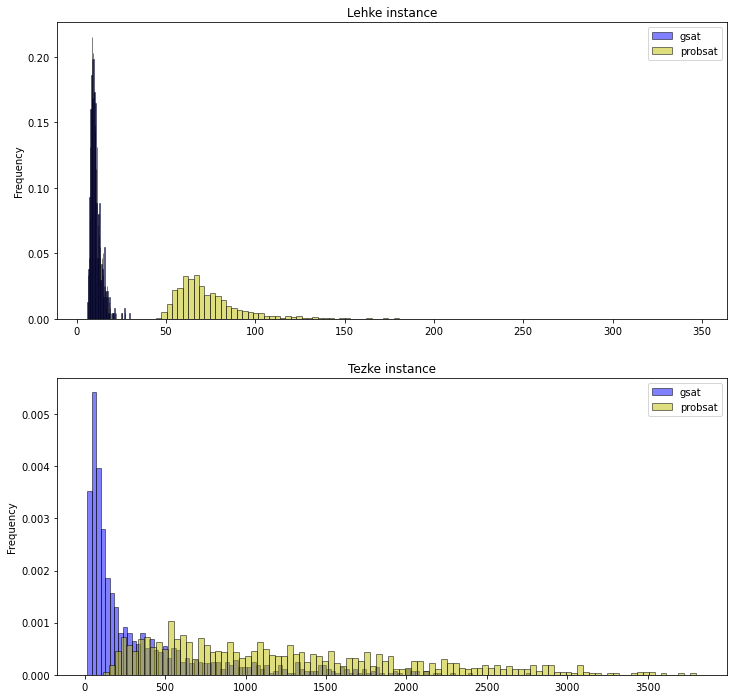 Lehke instance
gsat
probsat
Frequency
0.20
0.15
0.10
0.05
0.00
0 50 100 150 200 250 300 350
Tezke instance
gsat
probsat
Frequency
0.005
0.004
0.003
0.002
0.001
0.000
0 500 1000 1500 2000 2500 3000 3500